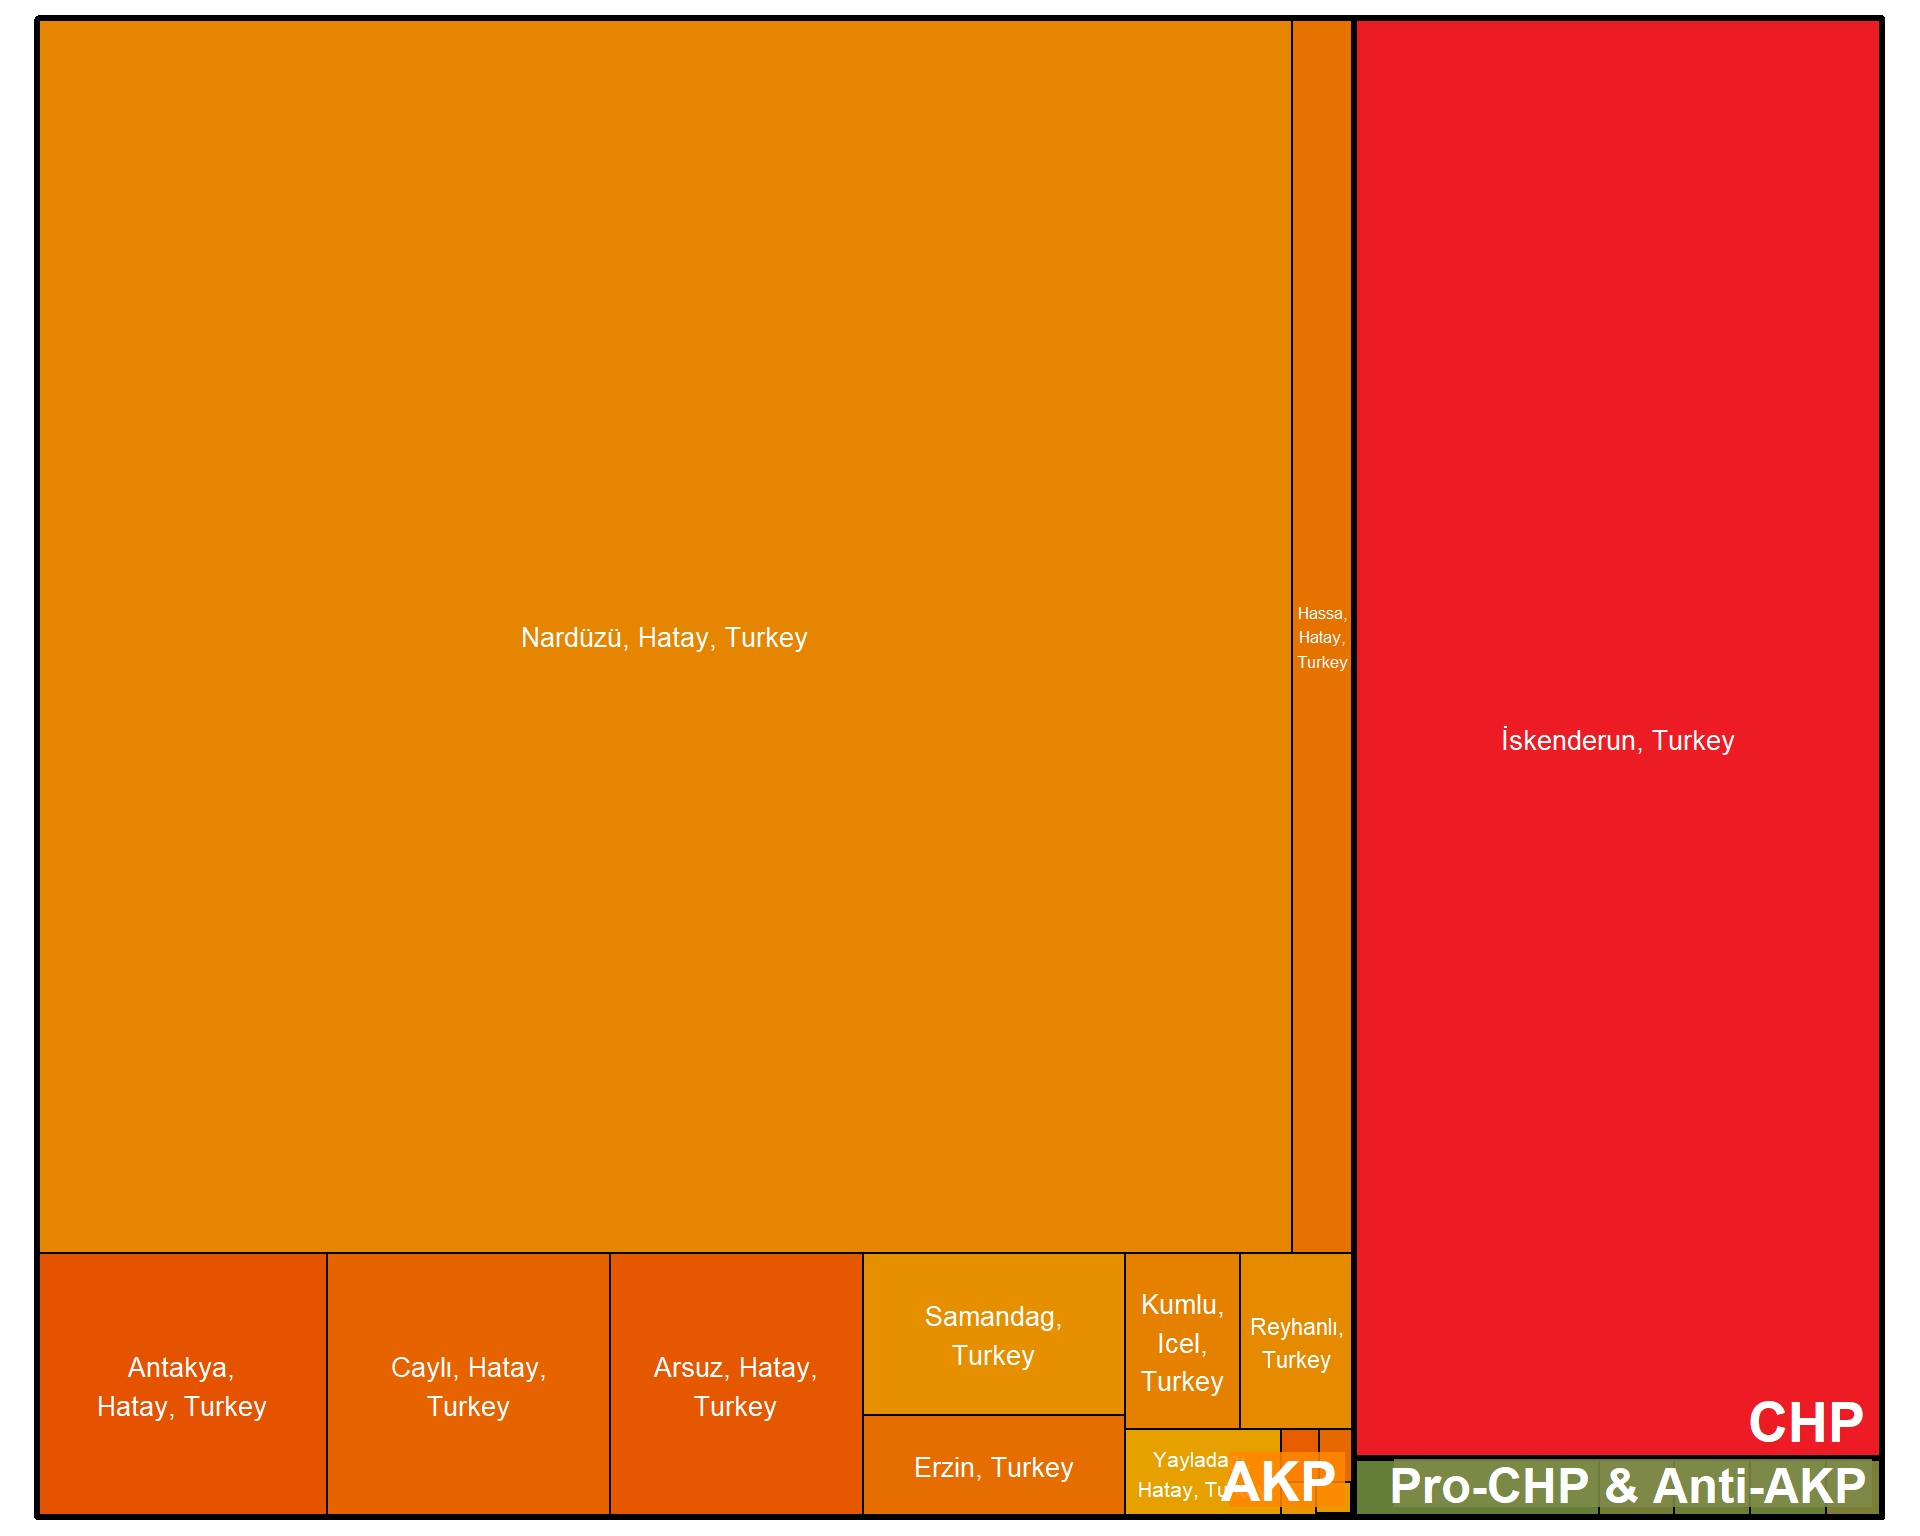 Nardüzü, Hatay, Turkey
Hassa,
Hatay,
Turkey
İskenderun, Turkey
Antakya,
Hatay, Turkey
Caylı, Hatay,
Turkey
Arsuz, Hatay,
Turkey
Samandag,
Turkey
Erzin, Turkey
Kumlu,
Icel,
Turkey
Reyhanlı,
Turkey
Yaylada
Hatay,
AKP
CHP
Pro-CHP & Anti-AKP